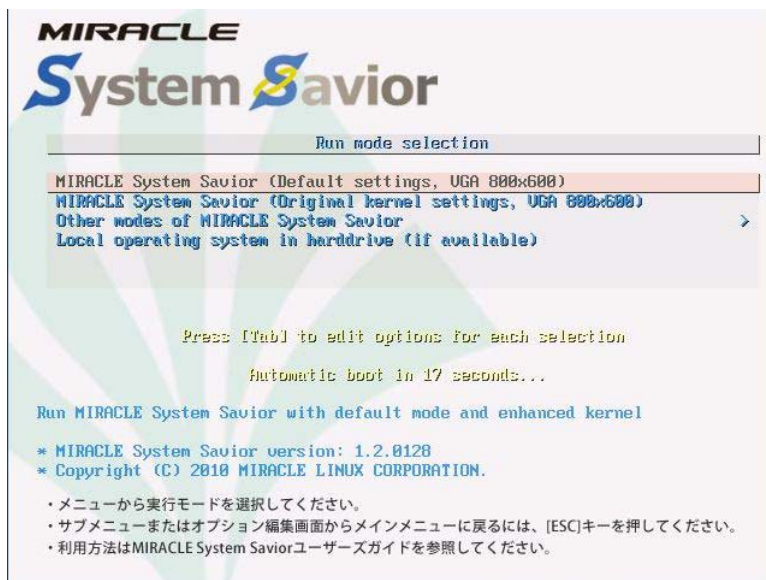 MIRACLE
System Savior
Run mode selection
MIRACLE System Savior (Default settings, VGA 800x600)
MIRACLE System Savior (Original kernel settings, VGA 800x600)
Other modes of MIRACLE System Savior >
Local operating system in harddrive (if available)
Press [Tab] to edit options for each selection
Automatic boot in 17 seconds...
Run MIRACLE System Savior with default mode and enhanced kernel
* MIRACLE System Savior version: 1.2.0128
* Copyright (C) 2010 MIRACLE LINUX CORPORATION.
・メニューから実行モードを選択してください。
・サブメニューまたはオプション編集画面からメインメニューに戻るには、[ESC]キーを押してください。
・利用方法はMIRACLE System Saviorユーザーズガイドを参照してください。